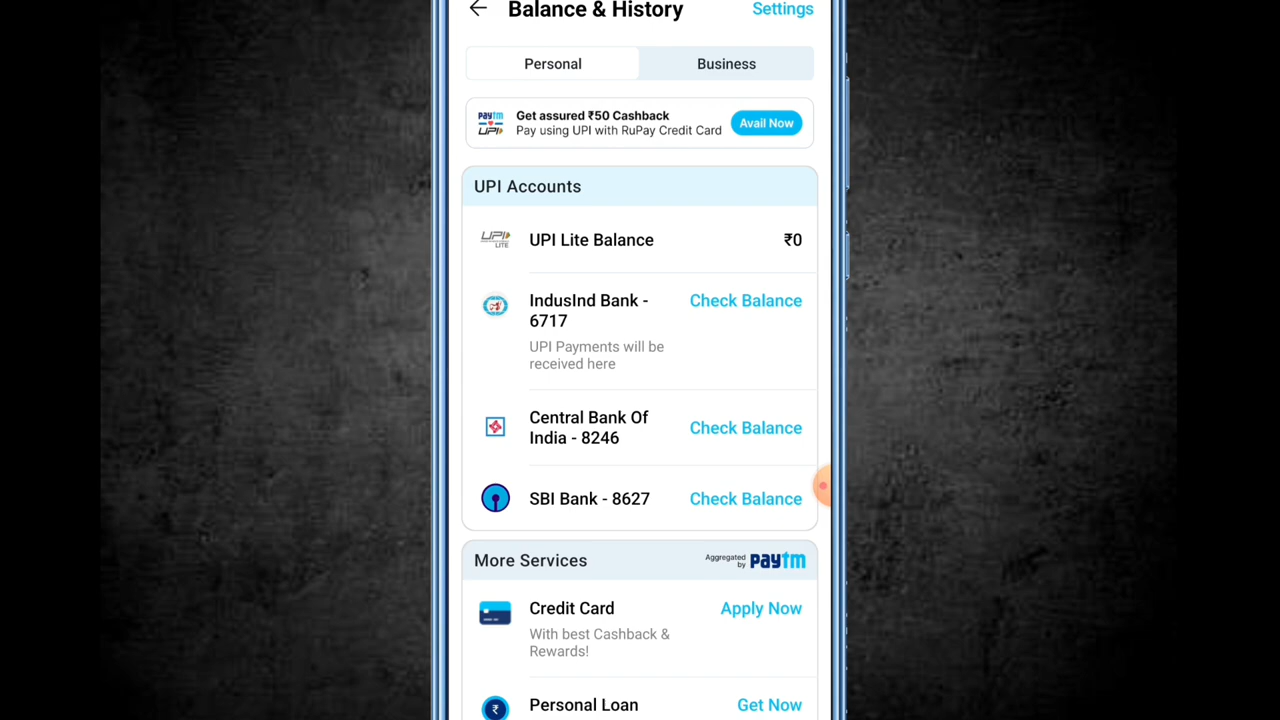 Balance & History
Settings
Personal
Business
Get assured ₹50 Cashback
Pay using UPI with RuPay Credit Card
Avail Now
paytm
UPI
UPI Accounts
UPI
LITE
UPI Lite Balance
₹0
IndusInd Bank -
6717
Check Balance
UPI Payments will be
received here
Central Bank Of
India - 8246
Check Balance
SBI Bank - 8627
Check Balance
More Services
Aggregated
by
paytm
Credit Card
Apply Now
With best Cashback &
Rewards!
₹
Personal Loan
Get Now